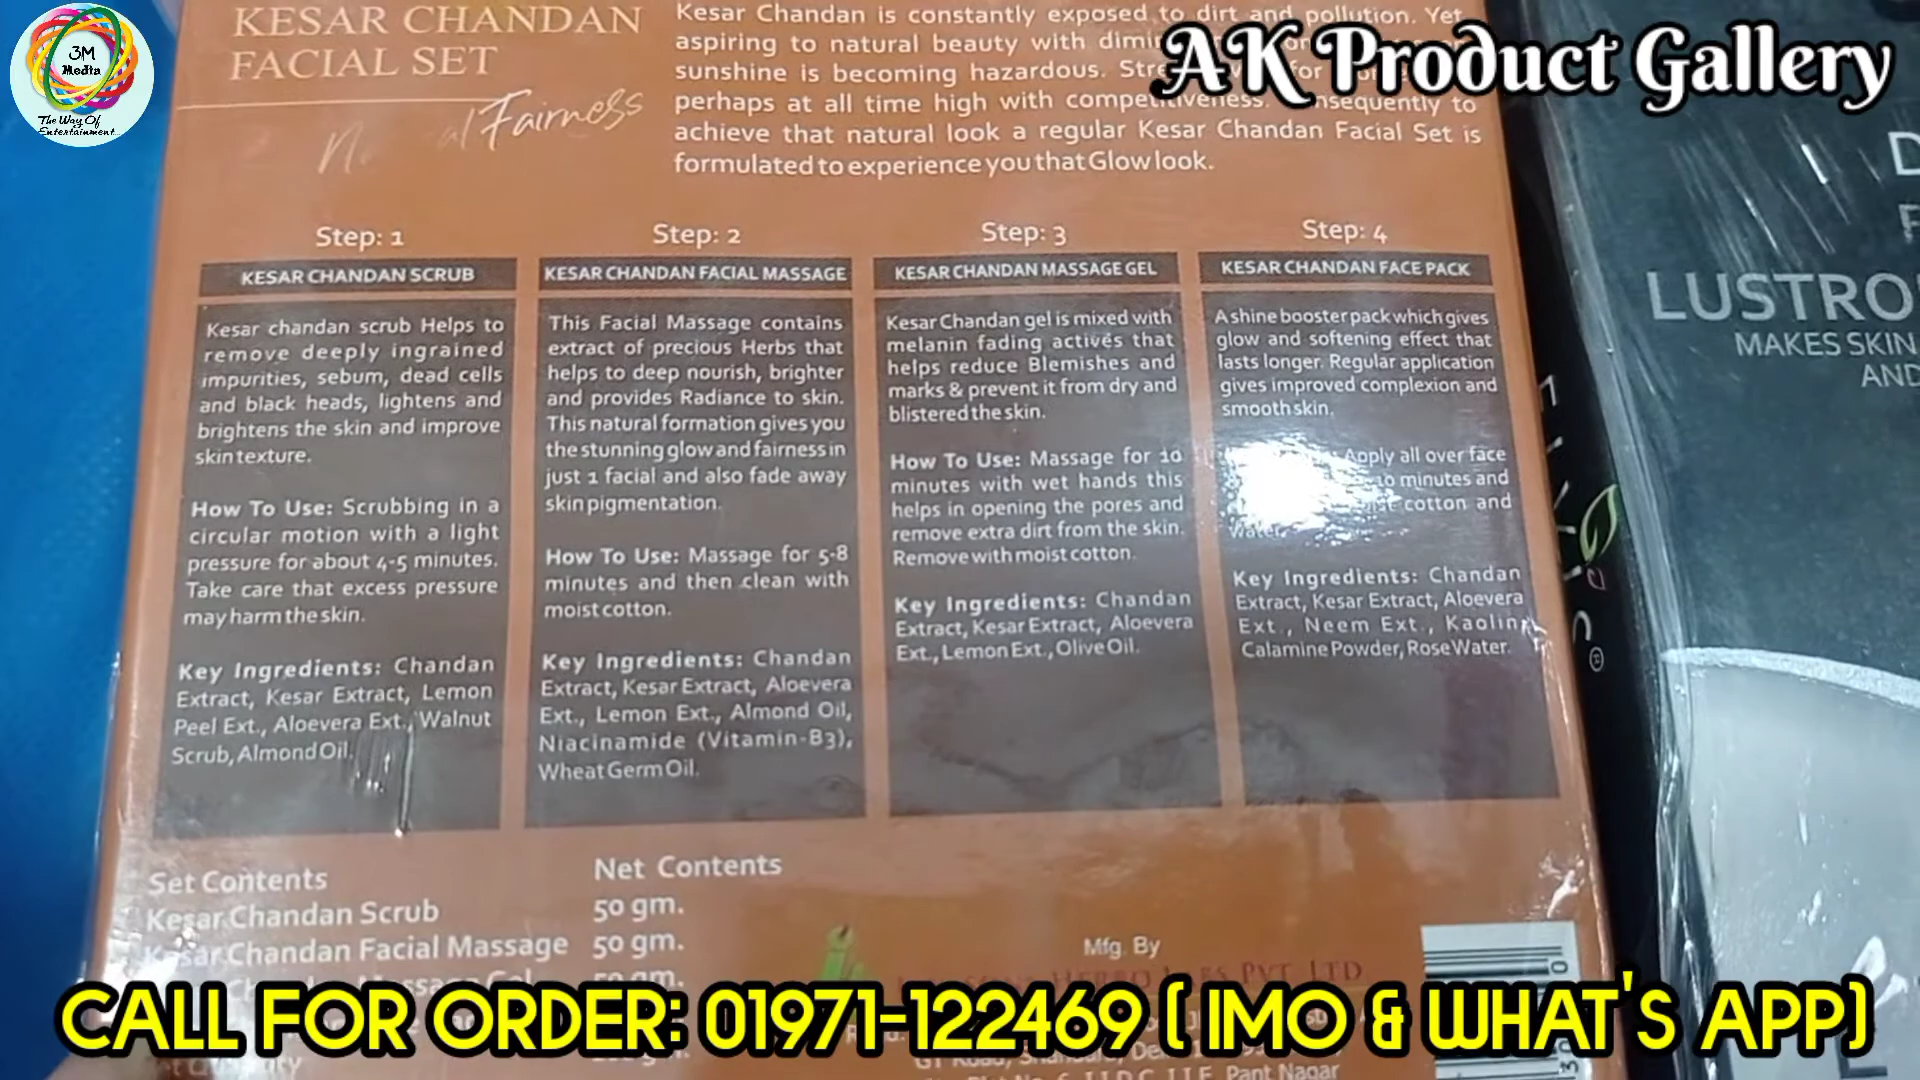 3M
Media
The Way Of
Entertainment...
AK Product Gallery
KESAR CHANDAN
FACIAL SET
Fairness
Kesar Chandan is constantly exposed to dirt and pollution. Yet
aspiring to natural beauty with
sunshine is becoming hazardous. for
perhaps at all time high with competitiveness. to
achieve that natural look a regular Kesar Chandan Facial Set is
formulated to experience you that Glow look.
Step: 1
KESAR CHANDAN SCRUB
Kesar chandan scrub Helps to
remove deeply ingrained
impurities, sebum, dead cells
and black heads, lightens and
brightens the skin and improve
skin texture.
How To Use: Scrubbing in a
circular motion with a light
pressure for about 4-5 minutes.
Take care that excess pressure
may harm the skin.
Key Ingredients: Chandan
Extract, Kesar Extract, Lemon
Peel Ext., Aloevera Ext., Walnut
Scrub, Almond Oil.
Step: 2
KESAR CHANDAN FACIAL MASSAGE
This Facial Massage contains
extract of precious Herbs that
helps to deep nourish, brighter
and provides Radiance to skin.
This natural formation gives you
the stunning glow and fairness in
just 1 facial and also fade away
skin pigmentation.
How To Use: Massage for 5-8
minutes and then clean with
moist cotton.
Key Ingredients: Chandan
Extract, Kesar Extract, Aloevera
Ext., Lemon Ext., Almond Oil,
Niacinamide (Vitamin-B3),
Wheat Germ Oil.
Step: 3
KESAR CHANDAN MASSAGE GEL
Kesar Chandan gel is mixed with
melanin fading actives that
helps reduce Blemishes and
marks & prevent it from dry and
blistered the skin.
How To Use: Massage for 10
minutes with wet hands this
helps in opening the pores and
remove extra dirt from the skin.
Remove with moist cotton.
Key Ingredients: Chandan
Extract, Kesar Extract, Aloevera
Ext., Lemon Ext., Olive Oil.
Step: 4
KESAR CHANDAN FACE PACK
A shine booster pack which gives
glow and softening effect that
lasts longer. Regular application
gives improved complexion and
smooth skin.
Apply all over face
10 minutes and
cotton and
water.
Key Ingredients: Chandan
Extract, Kesar Extract, Aloevera
Ext., Neem Ext., Kaolin,
Calamine Powder, Rose Water.
Set Contents Net Contents
Kesar Chandan Scrub 50 gm.
Kesar Chandan Facial Massage 50 gm.
Mfg. By
PVT. LTD
GT Road,
Pant Nagar
LUSTRO
MAKES SKIN
AND
CALL FOR ORDER: 01971-122469 ( IMO & WHAT'S APP)